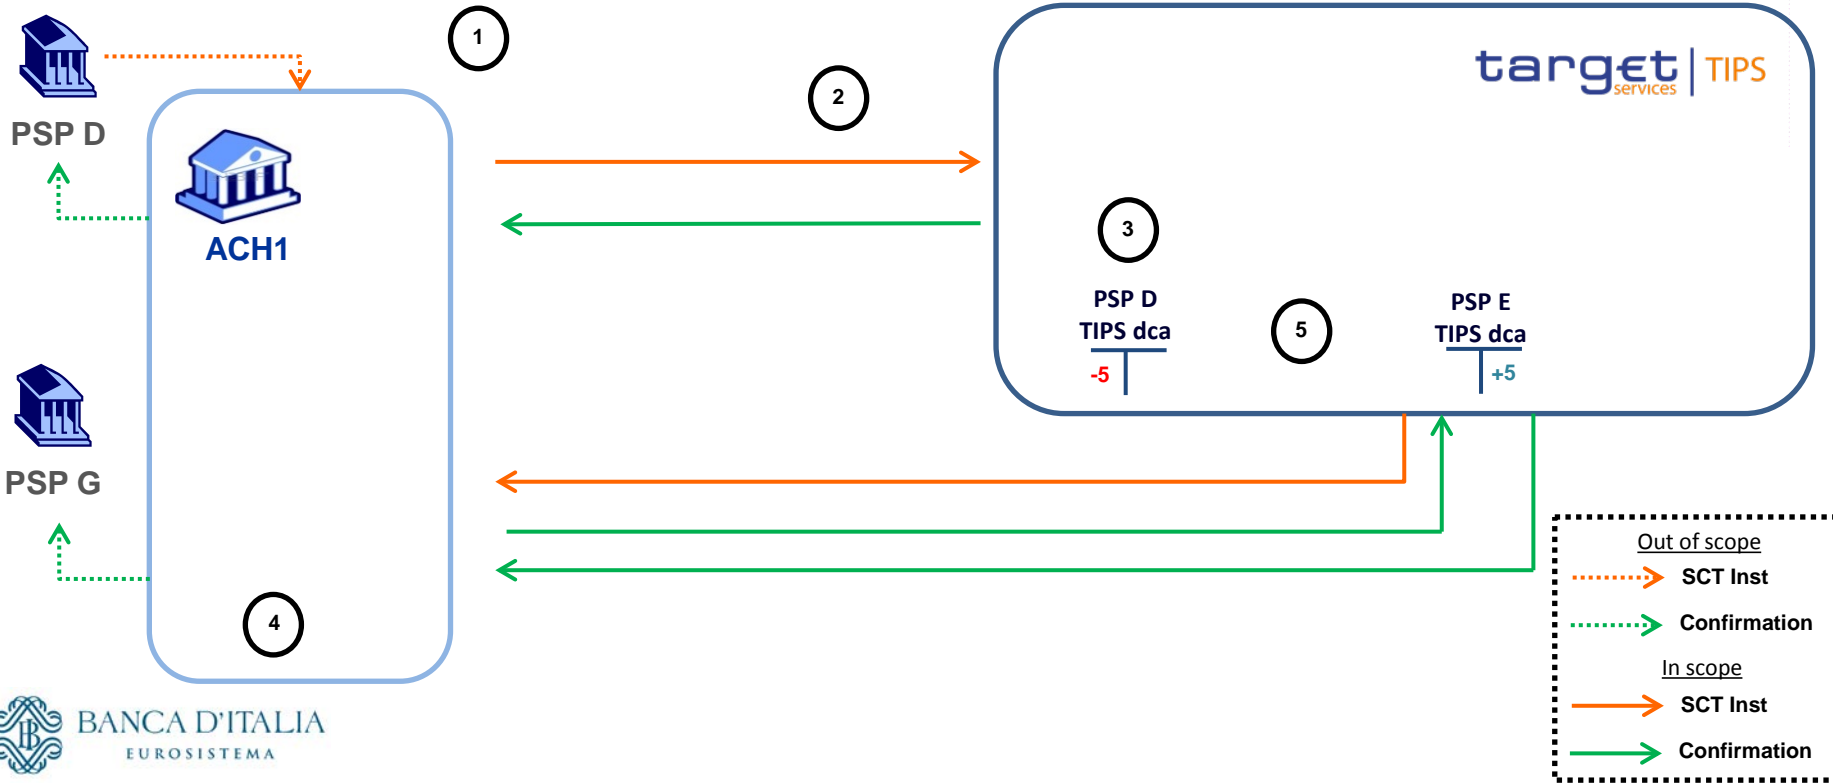 1
2
target
services
TIPS
PSP D
ACH1
3
PSP D
TIPS dca
-5
5
PSP E
TIPS dca
+5
PSP G
4
Out of scope
SCT Inst
Confirmation
In scope
SCT Inst
Confirmation
BANCA D'ITALIA
EUROSISTEMA